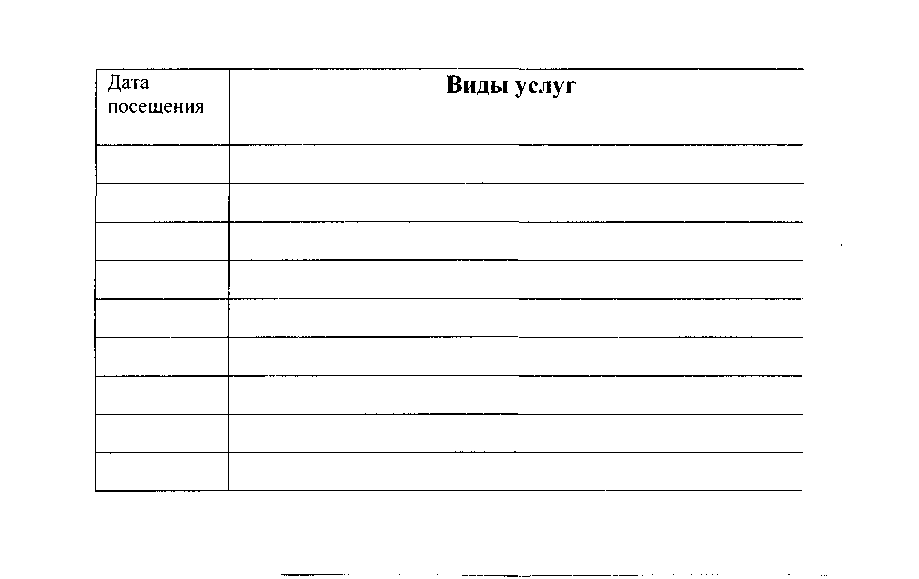 Дата
посещения
Виды услуг